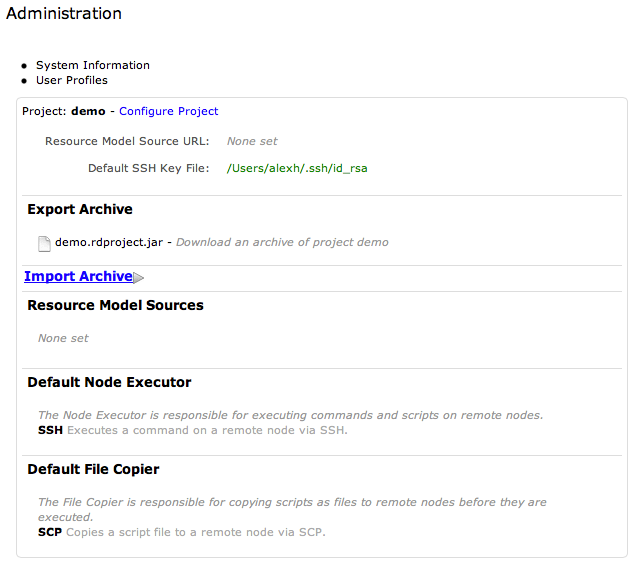 Administration
System Information
User Profiles
Project: demo - Configure Project
Resource Model Source URL: None set
Default SSH Key File: /Users/alexh/.ssh/id_rsa
Export Archive
demo.rdproject.jar - Download an archive of project demo
Import Archive
Resource Model Sources
None set
Default Node Executor
The Node Executor is responsible for executing commands and scripts on remote nodes.
SSH Executes a command on a remote node via SSH.
Default File Copier
The File Copier is responsible for copying scripts as files to remote nodes before they are
executed.
SCP Copies a script file to a remote node via SCP.